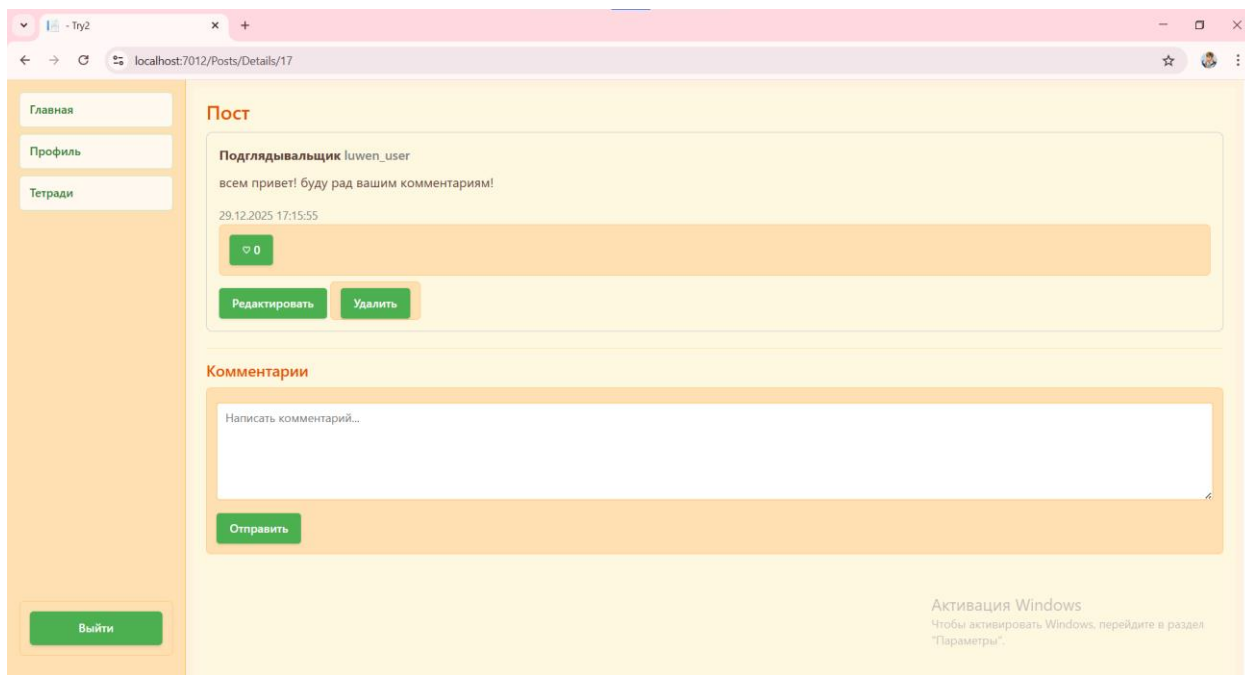 - Try2
localhost:7012/Posts/Details/17
Главная
Профиль
Тетради
Выйти
Пост
Подглядывальщик luwen_user
всем привет! буду рад вашим комментариям!
29.12.2025 17:15:55
♡ 0
Редактировать Удалить
Комментарии
Написать комментарий...
Отправить
Активация Windows
Чтобы активировать Windows, перейдите в раздел
"Параметры".